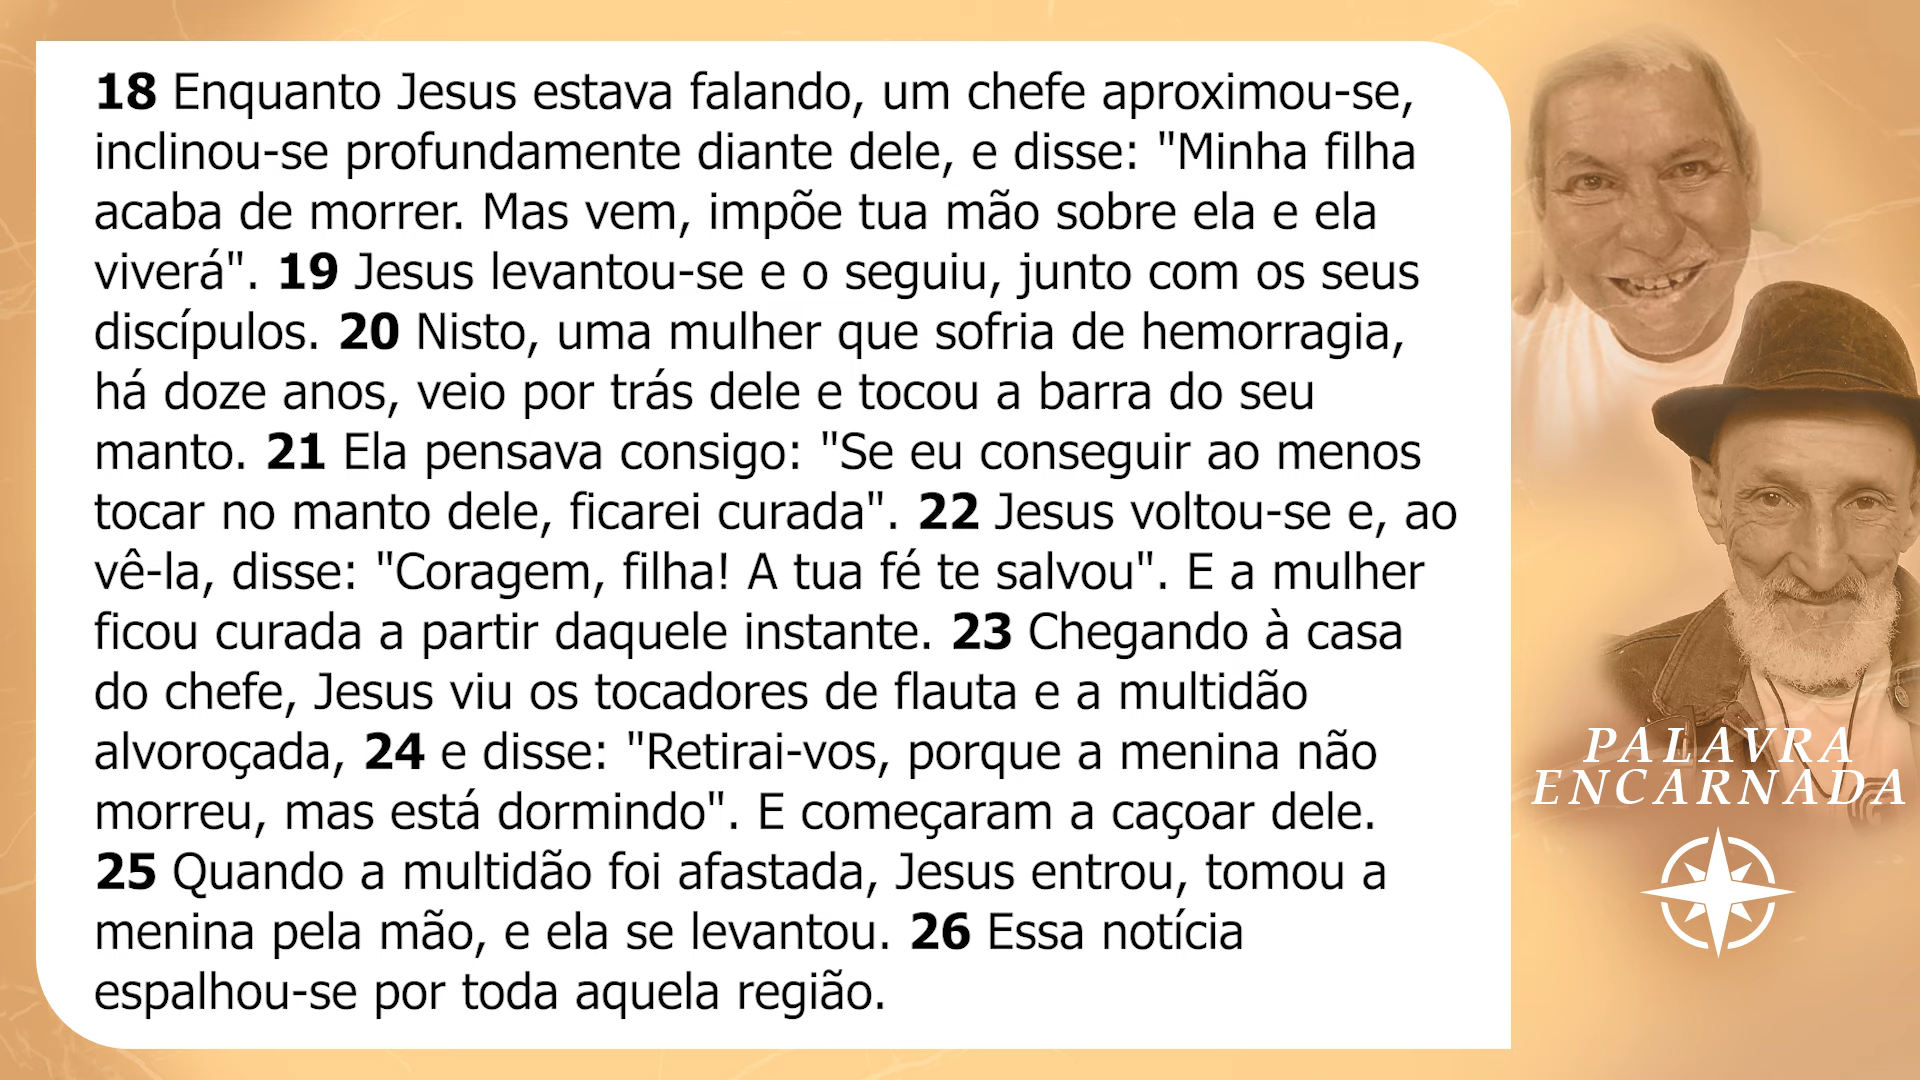 18 Enquanto Jesus estava falando, um chefe aproximou-se,
inclinou-se profundamente diante dele, e disse: "Minha filha
acaba de morrer. Mas vem, impõe tua mão sobre ela e ela
viverá". 19 Jesus levantou-se e o seguiu, junto com os seus
discípulos. 20 Nisto, uma mulher que sofria de hemorragia,
há doze anos, veio por trás dele e tocou a barra do seu
manto. 21 Ela pensava consigo: "Se eu conseguir ao menos
tocar no manto dele, ficarei curada". 22 Jesus voltou-se e, ao
vê-la, disse: "Coragem, filha! A tua fé te salvou". E a mulher
ficou curada a partir daquele instante. 23 Chegando à casa
do chefe, Jesus viu os tocadores de flauta e a multidão
alvoroçada, 24 e disse: "Retirai-vos, porque a menina não
morreu, mas está dormindo". E começaram a caçoar dele.
25 Quando a multidão foi afastada, Jesus entrou, tomou a
menina pela mão, e ela se levantou. 26 Essa notícia
espalhou-se por toda aquela região.
PALAVRA
ENCARNADA